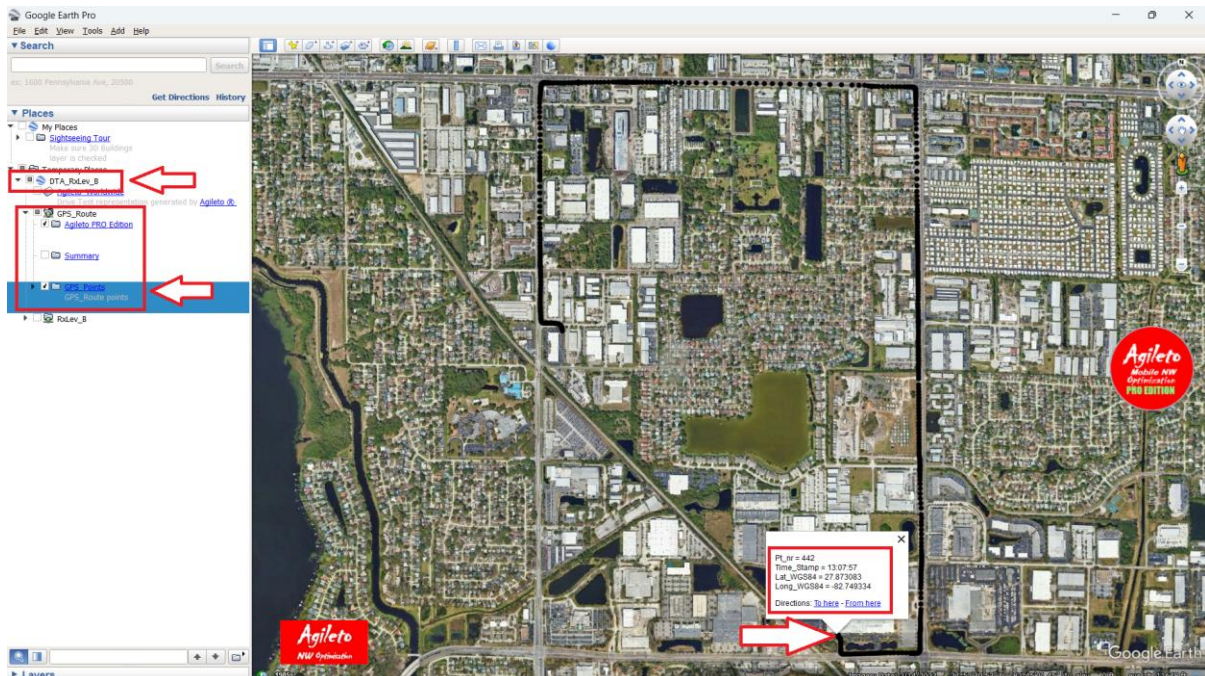 Google Earth Pro
File Edit View Tools Add Help
Search
Search
ex: 1600 Pennsylvania Ave, 20500
Get Directions History
Places
My Places
Sightseeing Tour
Make sure 3D Buildings
layer is checked
Temporary Places
DTA_RxLev_B
Agileto_Worldwide
Drive Test representation generated by Agileto ®.
GPS_Route
Agileto PRO Edition
Summary
GPS_Points
GPS_Route points
RxLev_B
Layers
N
Agileto
Mobile NW
Optimization
PRO EDITION
Pt_nr = 442
Time_Stamp = 13:07:57
Lat_WGS84 = 27.873083
Long_WGS84 = -82.749334
Directions: To here - From here
Agileto
NW Optimization
Google Earth